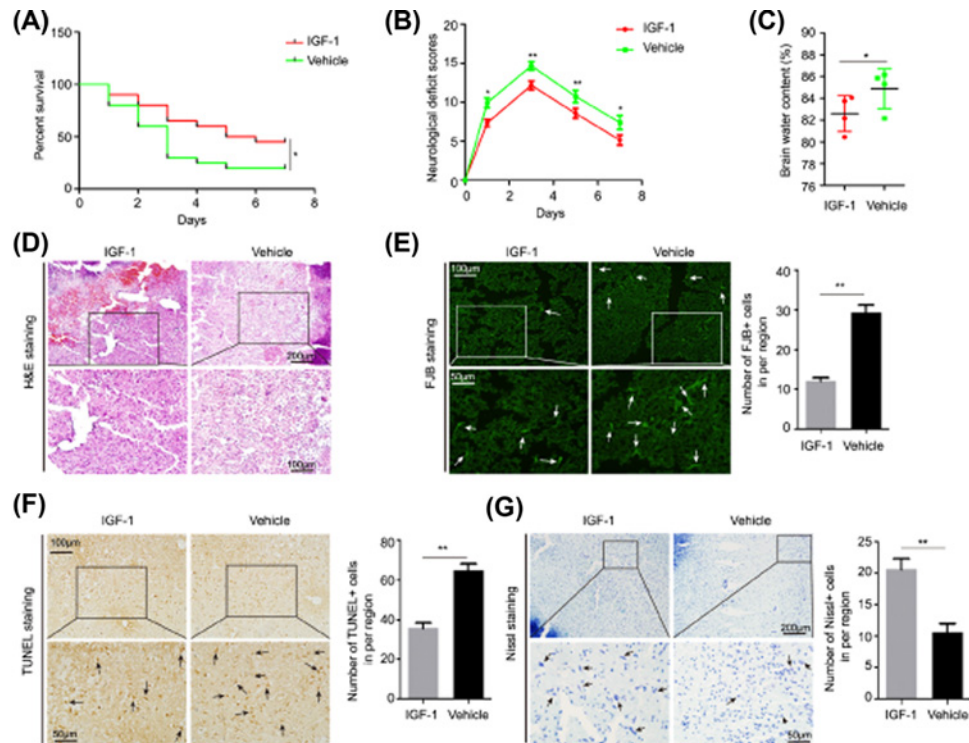 (A)
150
100
50
0
Percent survival
0 2 4 6 8
Days
IGF-1
Vehicle
*
(B)
20
15
10
5
0
Neurological deficit scores
0 2 4 6 8
Days
IGF-1
Vehicle
* ** ** *
(C)
88
86
84
82
80
78
76
Brain water content (%)
*
IGF-1 Vehicle
(D)
IGF-1 Vehicle
H&E staining
200μm
100μm
(E)
IGF-1 Vehicle
FJB staining
100μm
50μm
40
30
20
10
0
Number of FJB+ cells
in per region
**
IGF-1 Vehicle
(F)
IGF-1 Vehicle
TUNEL staining
100μm
50μm
80
60
40
20
0
Number of TUNEL+ cells
in per region
**
IGF-1 Vehicle
(G)
IGF-1 Vehicle
Nissl staining
200μm
50μm
25
20
15
10
5
0
Number of Nissl+ cells
in per region
**
IGF-1 Vehicle